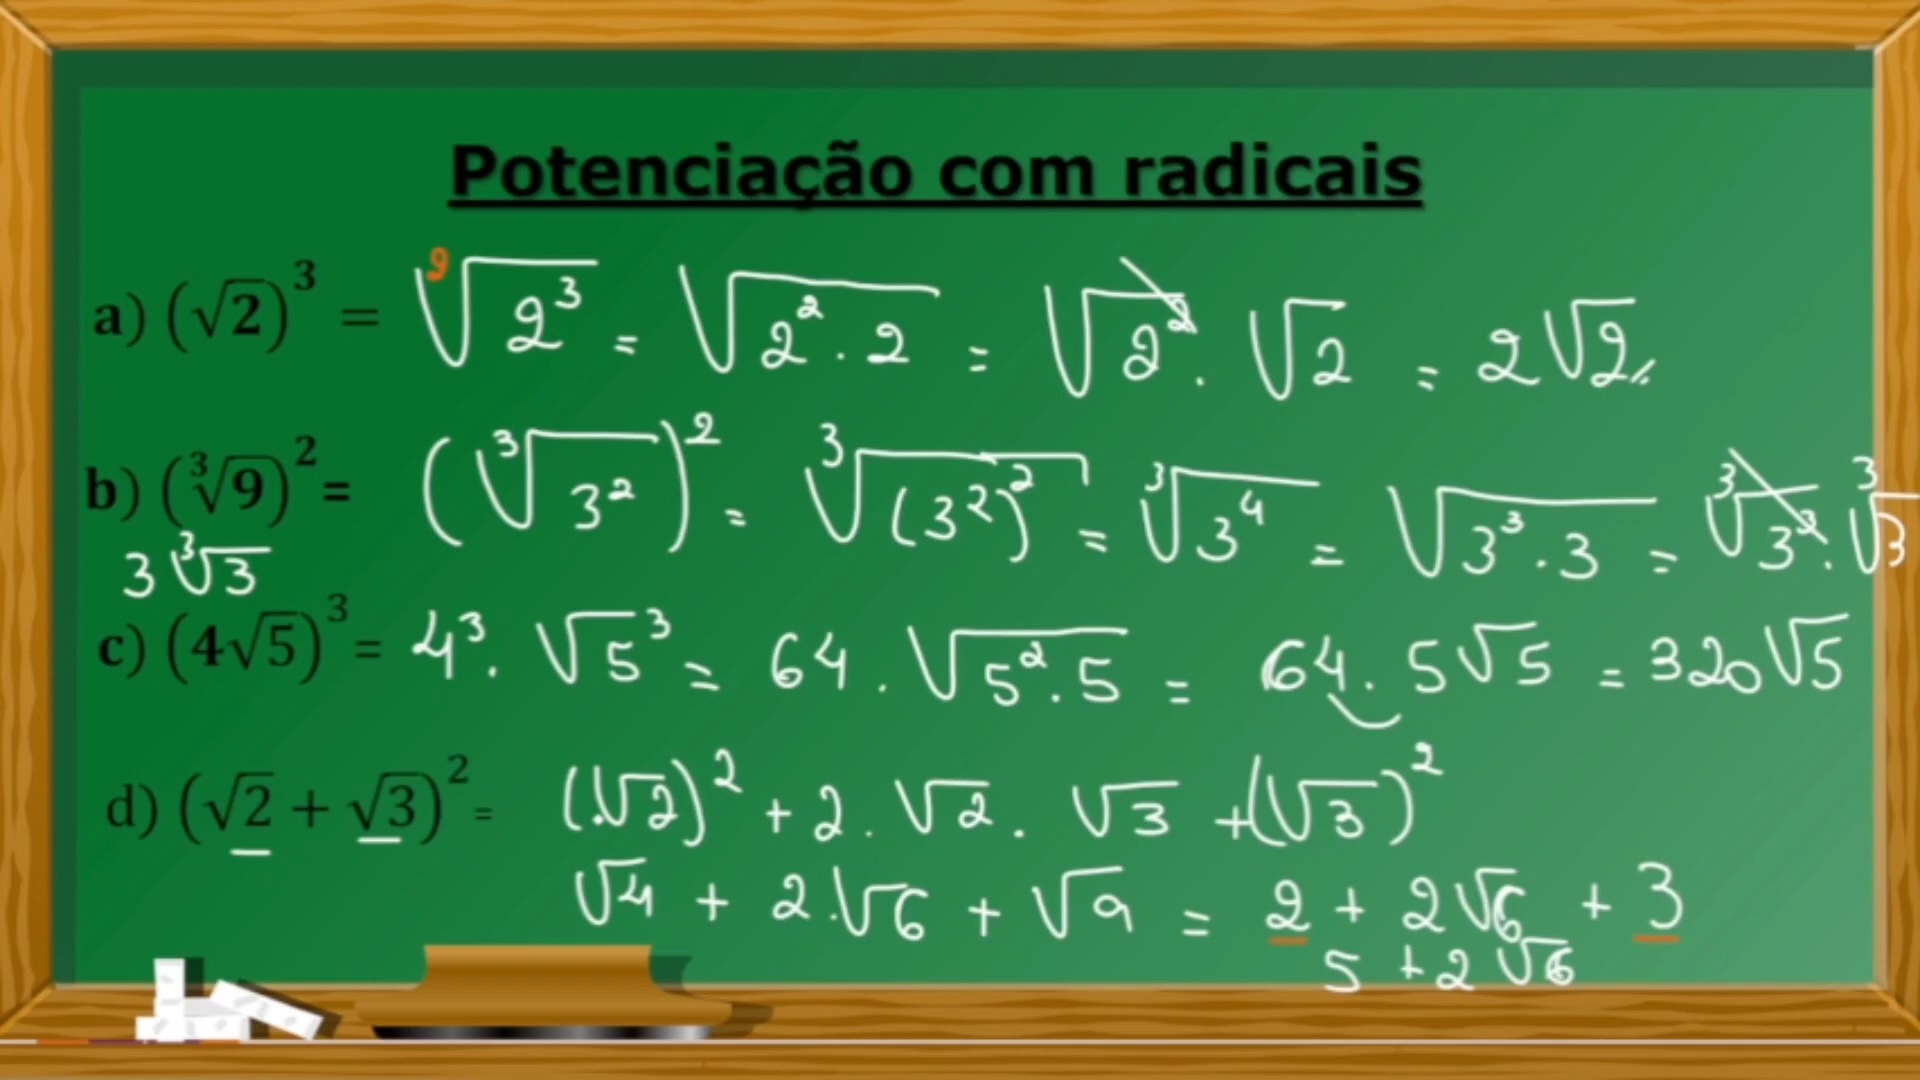 Potenciação com radicais
a) (√2)³ = ²√2³ = √2²·2 = √2² · √2 = 2√2
b) (∛9)² = (∛3²)² = ∛(3²)² = ∛3⁴ = √3³·3 = ∛3³ · ∛3
3∛3
c) (4√5)³ = 4³ · √5³ = 64 · √5²·5 = 64 · 5√5 = 320√5
d) (√2 + √3)² = (√2)² + 2 · √2 · √3 + (√3)²
√4 + 2·√6 + √9 = 2 + 2√6 + 3
5 + 2√6